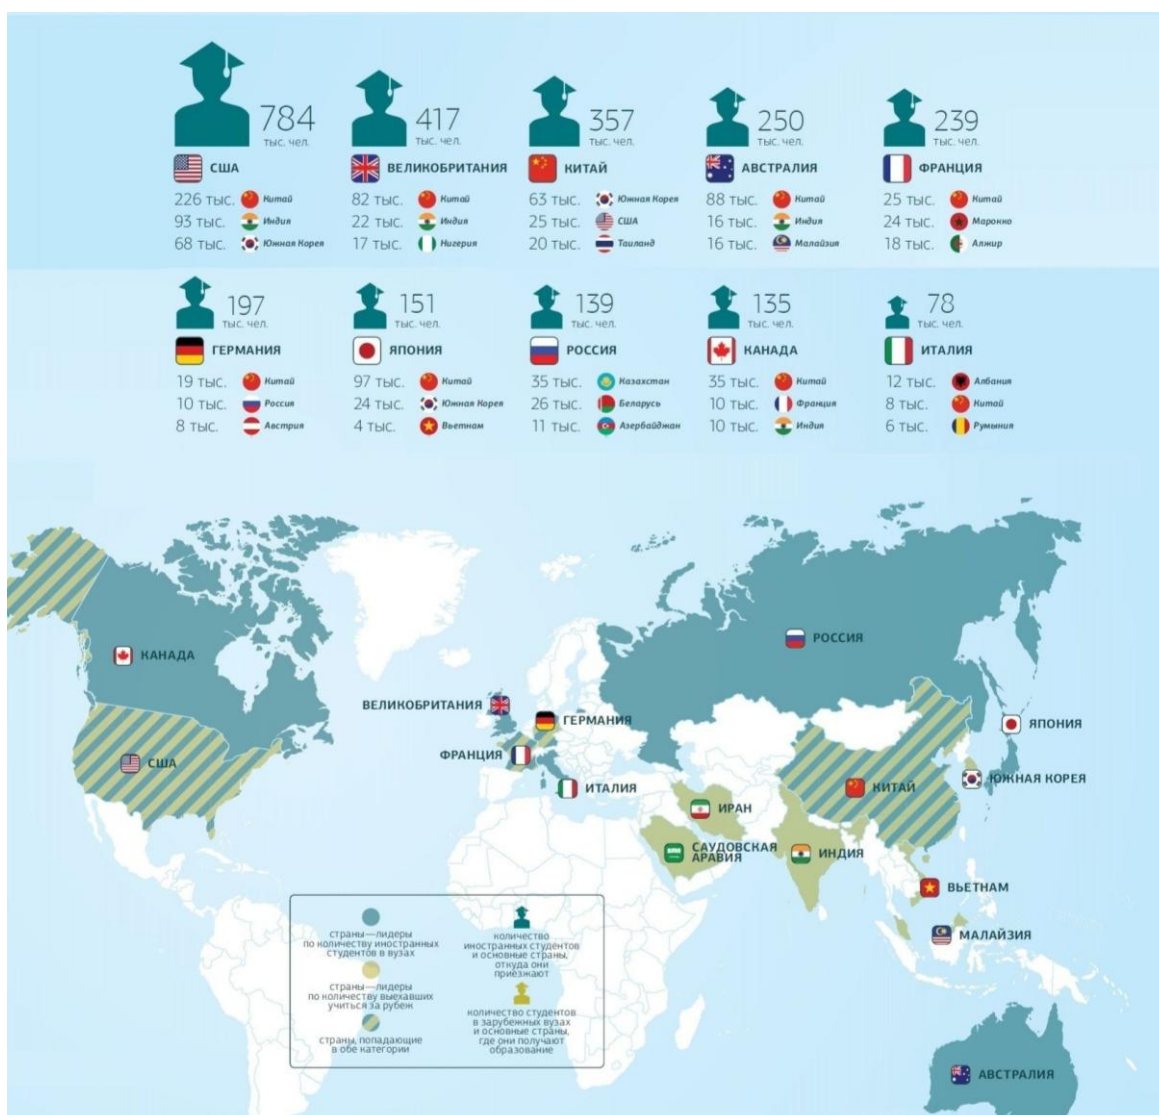 784
тыс. чел.
США
226 тыс. Китай
93 тыс. Индия
68 тыс. Южная Корея
417
тыс. чел.
ВЕЛИКОБРИТАНИЯ
82 тыс. Китай
22 тыс. Индия
17 тыс. Нигерия
357
тыс. чел.
КИТАЙ
63 тыс. Южная Корея
25 тыс. США
20 тыс. Таиланд
250
тыс. чел.
АВСТРАЛИЯ
88 тыс. Китай
16 тыс. Индия
16 тыс. Малайзия
239
тыс. чел.
ФРАНЦИЯ
25 тыс. Китай
24 тыс. Марокко
18 тыс. Алжир
197
тыс. чел.
ГЕРМАНИЯ
19 тыс. Китай
10 тыс. Россия
8 тыс. Австрия
151
тыс. чел.
ЯПОНИЯ
97 тыс. Китай
24 тыс. Южная Корея
4 тыс. Вьетнам
139
тыс. чел.
РОССИЯ
35 тыс. Казахстан
26 тыс. Беларусь
11 тыс. Азербайджан
135
тыс. чел.
КАНАДА
35 тыс. Китай
10 тыс. Франция
10 тыс. Индия
78
тыс. чел.
ИТАЛИЯ
12 тыс. Албания
8 тыс. Китай
6 тыс. Румыния
РОССИЯ
КАНАДА
ВЕЛИКОБРИТАНИЯ
ГЕРМАНИЯ
ЯПОНИЯ
ФРАНЦИЯ
США
ЮЖНАЯ КОРЕЯ
ИТАЛИЯ
КИТАЙ
ИРАН
САУДОВСКАЯ
АРАВИЯ
ИНДИЯ
ВЬЕТНАМ
МАЛАЙЗИЯ
АВСТРАЛИЯ
страны—лидеры
по количеству иностранных
студентов в вузах
страны—лидеры
по количеству выехавших
учиться за рубеж
страны, попадающие
в обе категории
количество
иностранных студентов
и основные страны,
откуда они
приезжают
количество студентов
в зарубежных вузах
и основные страны,
где они получают
образование